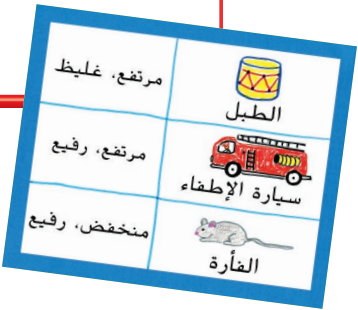 الطبل
مرتفع، غليظ
سيارة الإطفاء
مرتفع، رفيع
الفأرة
منخفض، رفيع